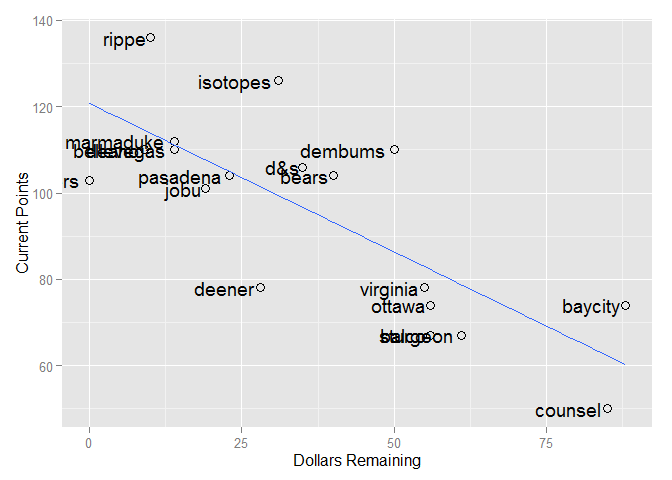 140
rippe
isotopes
120
marmaduke
dembums
d&s
pasadena
bears
rs
jobu
100
Current Points
80
deener
virginia
ottawa
baycity
60
counsel
0
25
50
75
Dollars Remaining